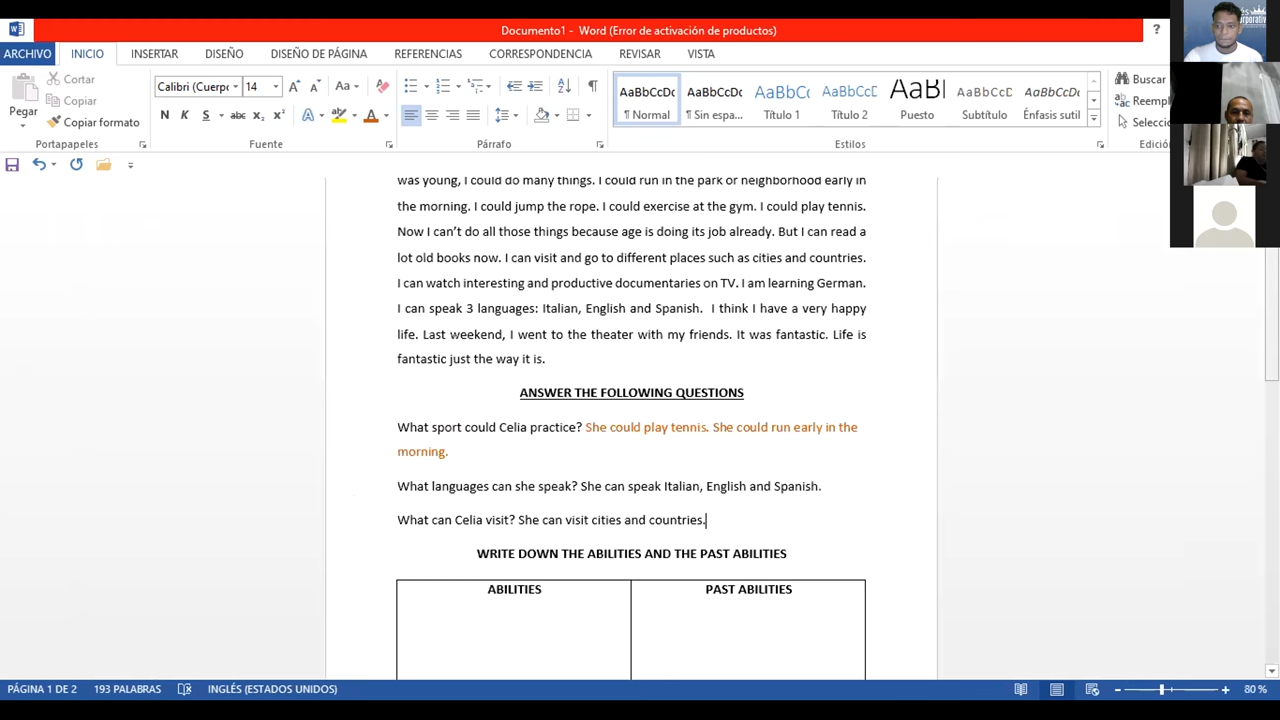 Documento1 - Word (Error de activación de productos)
?
ARCHIVO INICIO INSERTAR DISEÑO DISEÑO DE PÁGINA REFERENCIAS CORRESPONDENCIA REVISAR VISTA
Pegar
Cortar
Copiar
Copiar formato
Portapapeles
Calibri (Cuerpo 14
Aa
N K S abc x₂ x² A A
Fuente
Párrafo
AaBbCcDc AaBbCcDc AaBbCc AaBbCcD AaBl AaBbCcD AaBbCcDc
¶ Normal ¶ Sin espa... Título 1 Título 2 Puesto Subtítulo Énfasis sutil
Estilos
Buscar
Reempl
Selecci
Edición
was young, I could do many things. I could run in the park or neighborhood early in
the morning. I could jump the rope. I could exercise at the gym. I could play tennis.
Now I can't do all those things because age is doing its job already. But I can read a
lot old books now. I can visit and go to different places such as cities and countries.
I can watch interesting and productive documentaries on TV. I am learning German.
I can speak 3 languages: Italian, English and Spanish. I think I have a very happy
life. Last weekend, I went to the theater with my friends. It was fantastic. Life is
fantastic just the way it is.
ANSWER THE FOLLOWING QUESTIONS
What sport could Celia practice? She could play tennis. She could run early in the
morning.
What languages can she speak? She can speak Italian, English and Spanish.
What can Celia visit? She can visit cities and countries.
WRITE DOWN THE ABILITIES AND THE PAST ABILITIES
ABILITIES PAST ABILITIES
PÁGINA 1 DE 2 193 PALABRAS INGLÉS (ESTADOS UNIDOS) 80 %